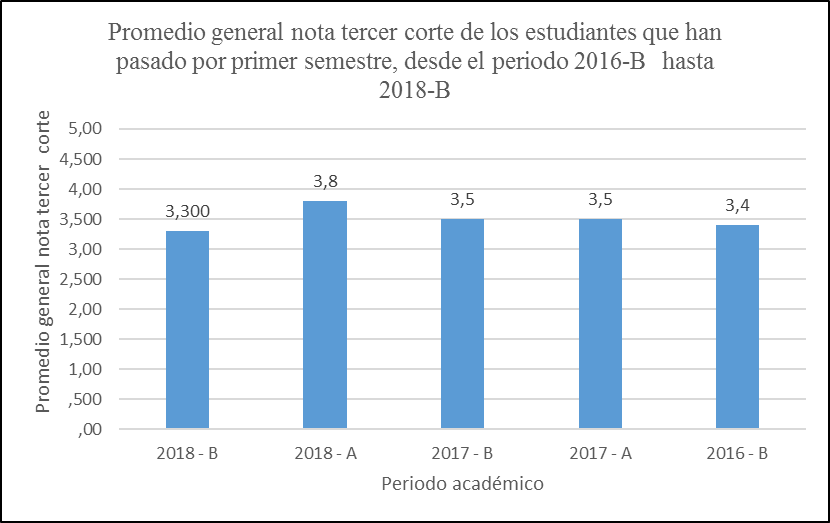 Promedio general nota tercer corte de los estudiantes que han
pasado por primer semestre, desde el periodo 2016-B hasta
2018-B
Promedio general nota tercer corte
5,00
4,500
4,00
3,500
3,00
2,500
2,00
1,500
1,00
,500
,00
3,300
3,8
3,5
3,5
3,4
2018 - B
2018 - A
2017 - B
2017 - A
2016 - B
Periodo académico